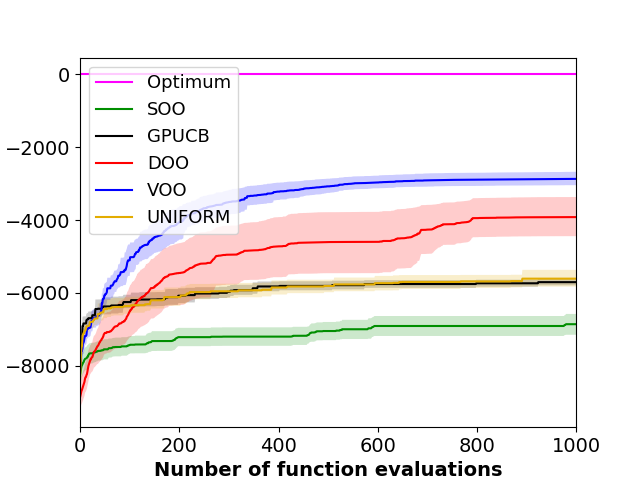 0
−2000
−4000
−6000
−8000
Optimum
SOO
GPUCB
DOO
VOO
UNIFORM
0 200 400 600 800 1000
Number of function evaluations